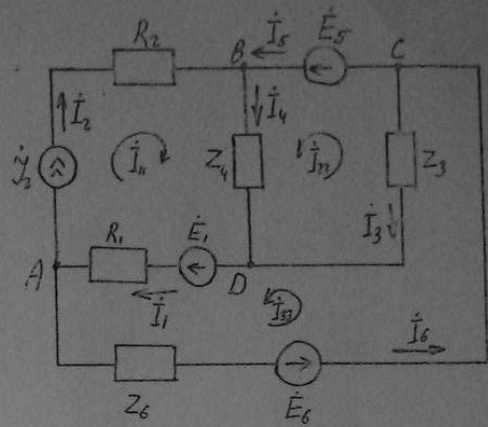 R₂ B İ₅ Ė₅ C
İ₂ İ₄
J̇₂ İ₁₁ Z₄ İ₂₂ Z₃
R₁ Ė₁ İ₃
A D
İ₁ İ₃₃
İ₆
Z₆ Ė₆